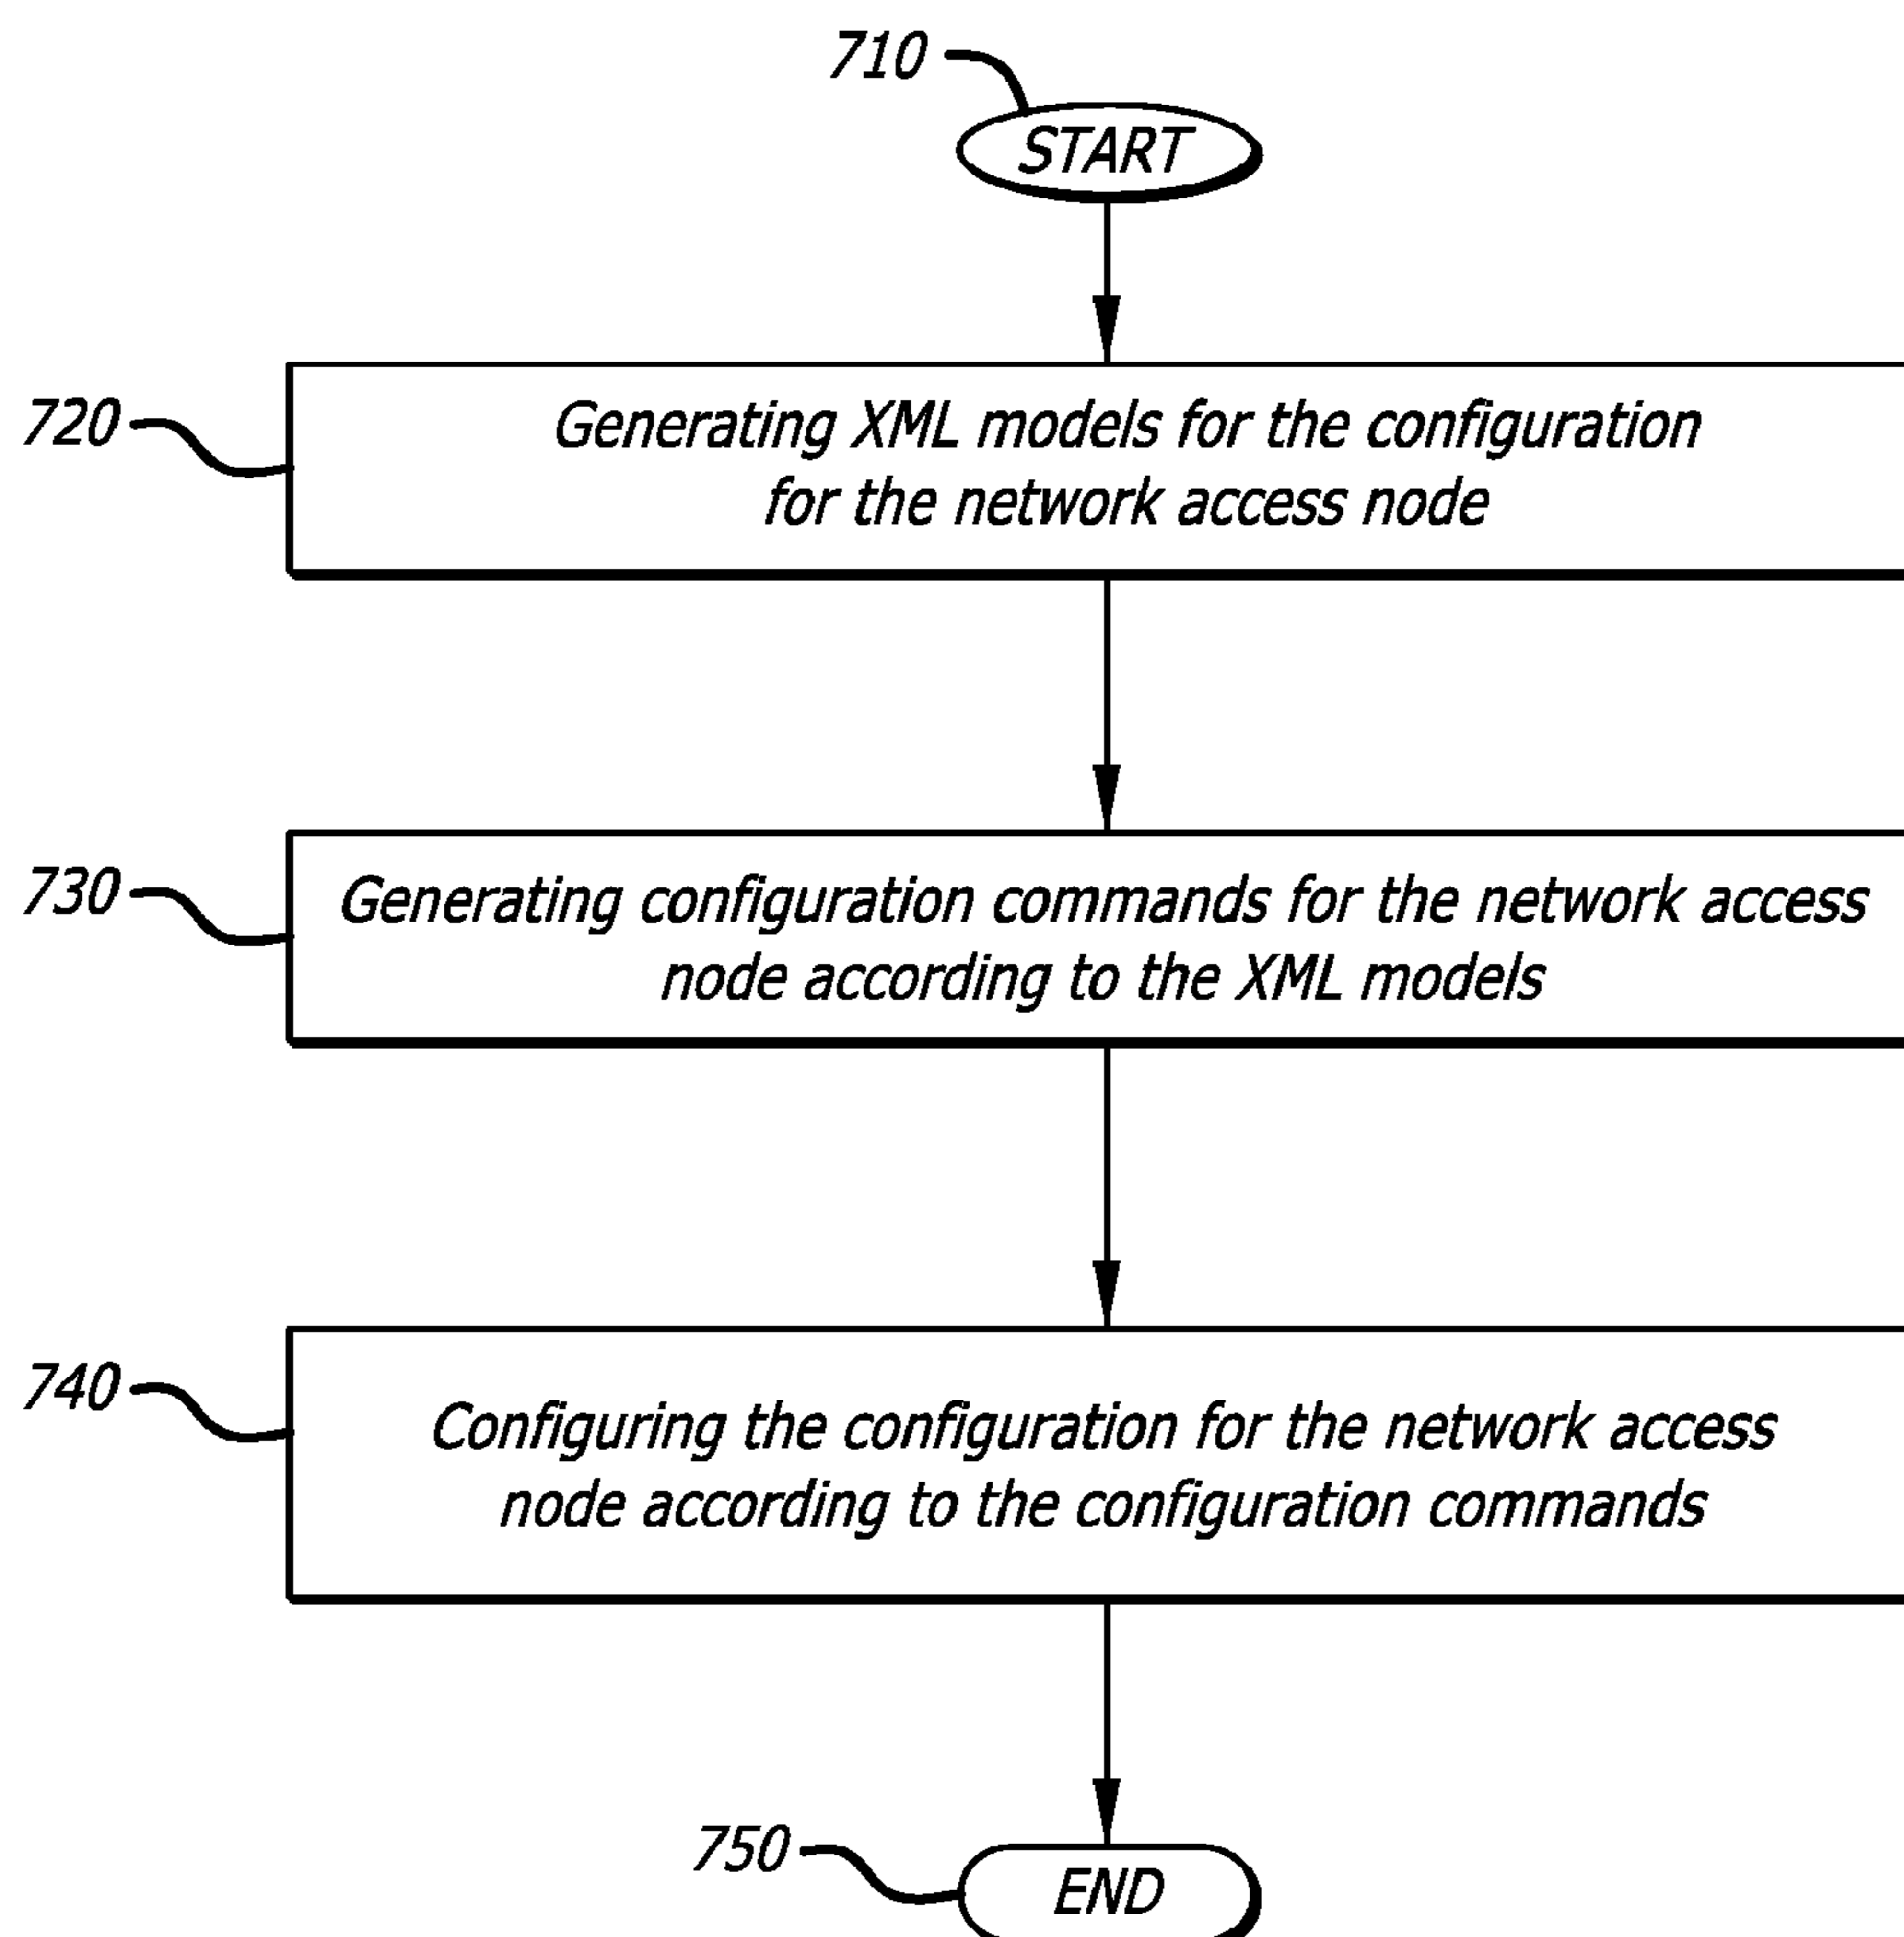 710
START
720
Generating XML models for the configuration
for the network access node
730
Generating configuration commands for the network access
node according to the XML models
740
Configuring the configuration for the network access
node according to the configuration commands
750
END